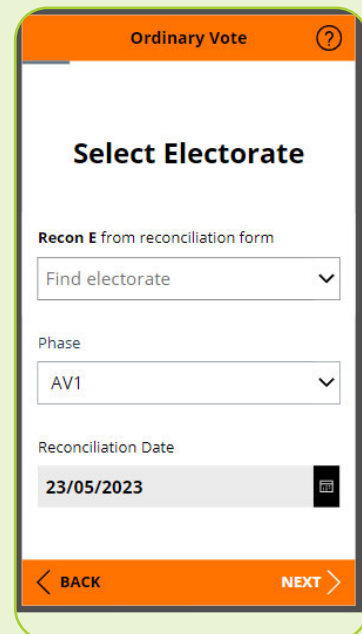 Ordinary Vote ?
Select Electorate
Recon E from reconciliation form
Find electorate
Phase
AV1
Reconciliation Date
23/05/2023
BACK NEXT